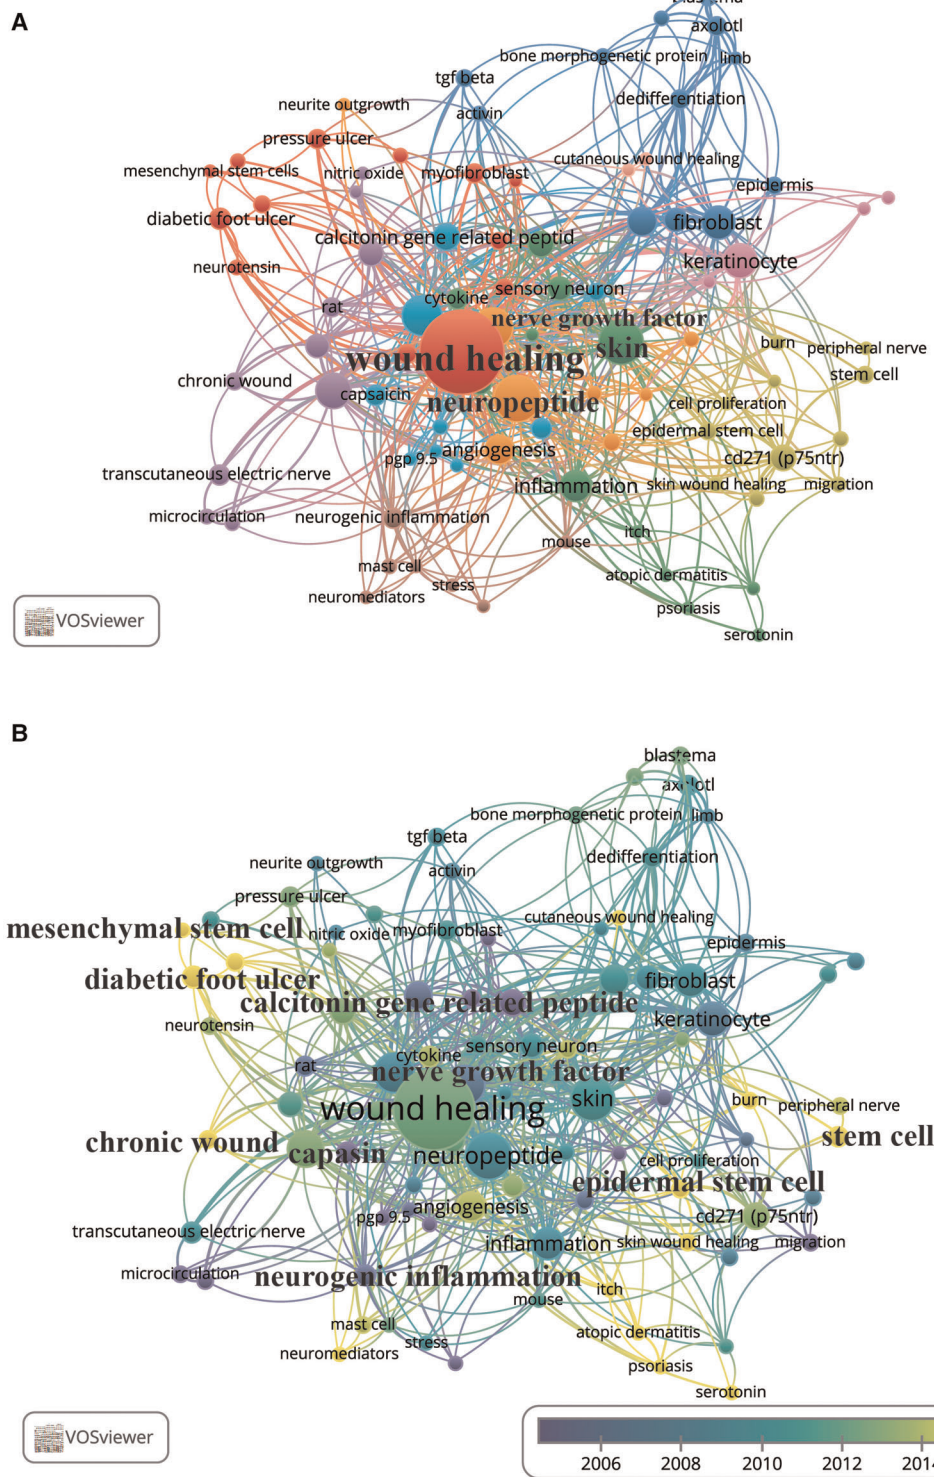 A
axolotl
bone morphogenetic protein
limb
tgf beta
neurite outgrowth
dedifferentiation
activin
pressure ulcer
cutaneous wound healing
mesenchymal stem cells
nitric oxide
myofibroblast
epidermis
diabetic foot ulcer
fibroblast
calcitonin gene related peptid
keratinocyte
neurotensin
sensory neuron
cytokine
rat
nerve growth factor
burn
peripheral nerve
wound healing
skin
stem cell
chronic wound
capsaicin
neuropeptide
cell proliferation
epidermal stem cell
angiogenesis
pgp 9.5
cd271 (p75ntr)
transcutaneous electric nerve
inflammation
skin wound healing
migration
microcirculation
neurogenic inflammation
itch
mouse
mast cell
atopic dermatitis
stress
neuromediators
psoriasis
VOSviewer
serotonin
B
blastema
axolotl
bone morphogenetic protein
limb
tgf beta
neurite outgrowth
dedifferentiation
activin
pressure ulcer
cutaneous wound healing
mesenchymal stem cell
nitric oxide
myofibroblast
epidermis
diabetic foot ulcer
fibroblast
calcitonin gene related peptide
keratinocyte
neurotensin
sensory neuron
cytokine
rat
nerve growth factor
burn
peripheral nerve
wound healing
skin
stem cell
chronic wound
capasin
neuropeptide
cell proliferation
epidermal stem cell
angiogenesis
pgp 9.5
cd271 (p75ntr)
transcutaneous electric nerve
inflammation
skin wound healing
migration
microcirculation
neurogenic inflammation
itch
mouse
mast cell
atopic dermatitis
stress
neuromediators
psoriasis
serotonin
VOSviewer
2006 2008 2010 2012